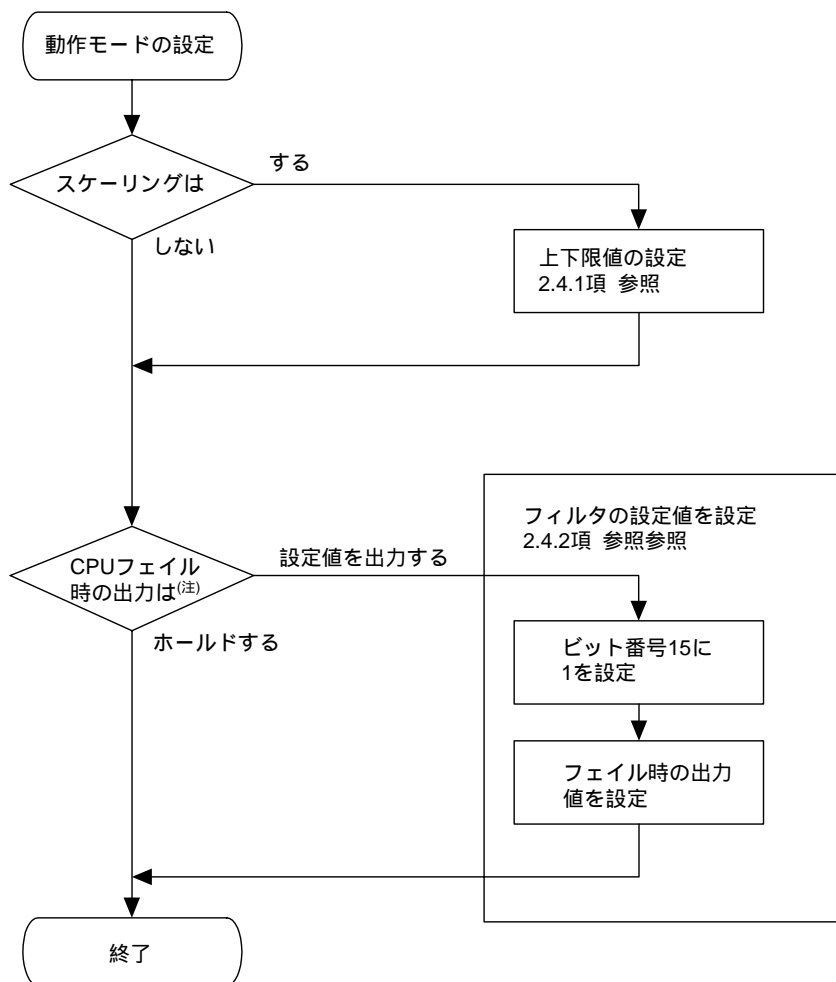 動作モードの設定
スケーリングは
する
しない
上下限値の設定
2.4.1項 参照
CPUフェイル
時の出力は(注)
設定値を出力する
ホールドする
フィルタの設定値を設定
2.4.2項 参照参照
ビット番号15に
1を設定
フェイル時の出力
値を設定
終了